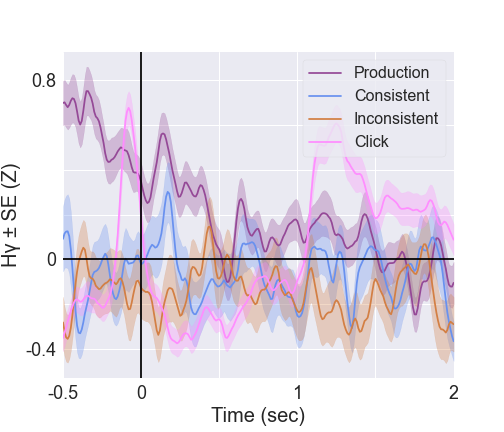 Production
Consistent
Inconsistent
Click
0.8
0
-0.4
Hγ ± SE (Z)
-0.5
0
1
2
Time (sec)